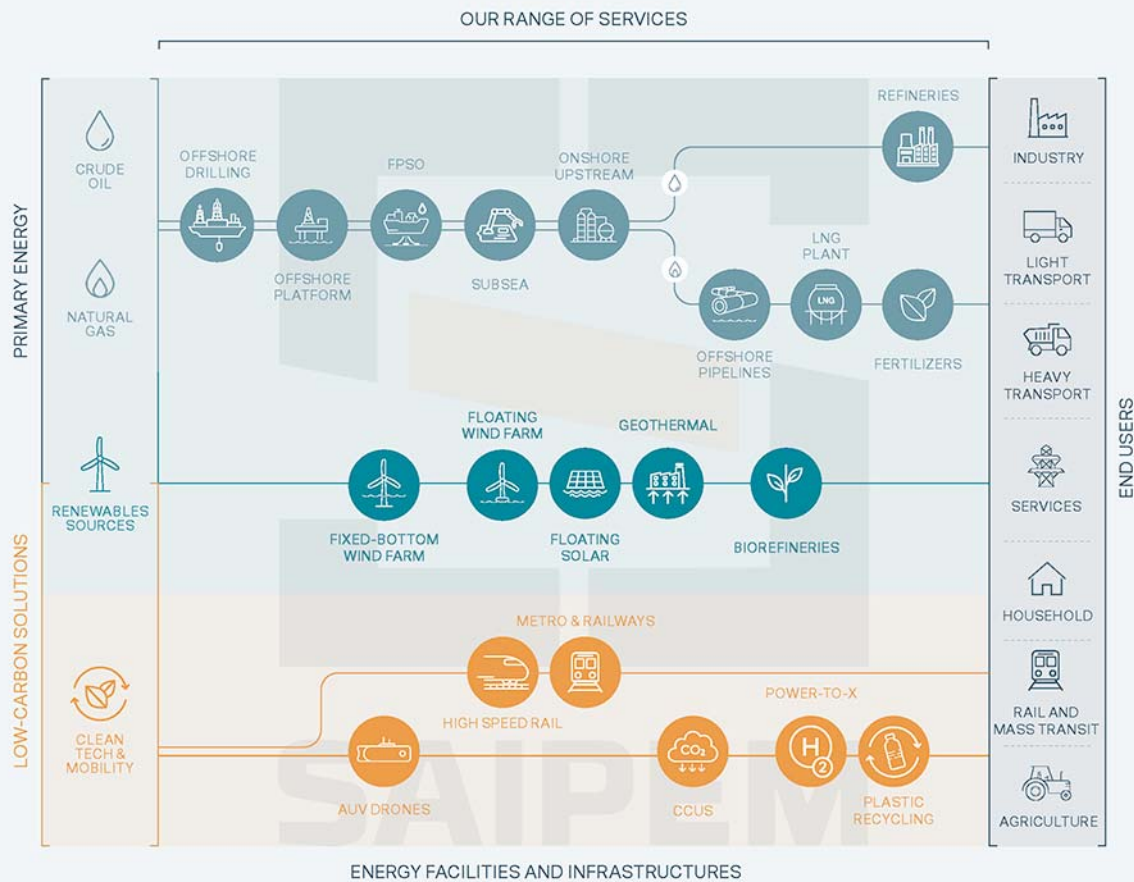 OUR RANGE OF SERVICES
PRIMARY ENERGY
LOW-CARBON SOLUTIONS
CRUDE
OIL
NATURAL
GAS
RENEWABLES
SOURCES
CLEAN
TECH &
MOBILITY
OFFSHORE
DRILLING
OFFSHORE
PLATFORM
FPSO
SUBSEA
ONSHORE
UPSTREAM
REFINERIES
OFFSHORE
PIPELINES
LNG
PLANT
LNG
FERTILIZERS
FIXED-BOTTOM
WIND FARM
FLOATING
WIND FARM
FLOATING
SOLAR
GEOTHERMAL
BIOREFINERIES
METRO & RAILWAYS
HIGH SPEED RAIL
AUV DRONES
CO2
CCUS
POWER-TO-X
H
2
PLASTIC
RECYCLING
SAIPEM
INDUSTRY
LIGHT
TRANSPORT
HEAVY
TRANSPORT
SERVICES
HOUSEHOLD
RAIL AND
MASS TRANSIT
AGRICULTURE
END USERS
ENERGY FACILITIES AND INFRASTRUCTURES